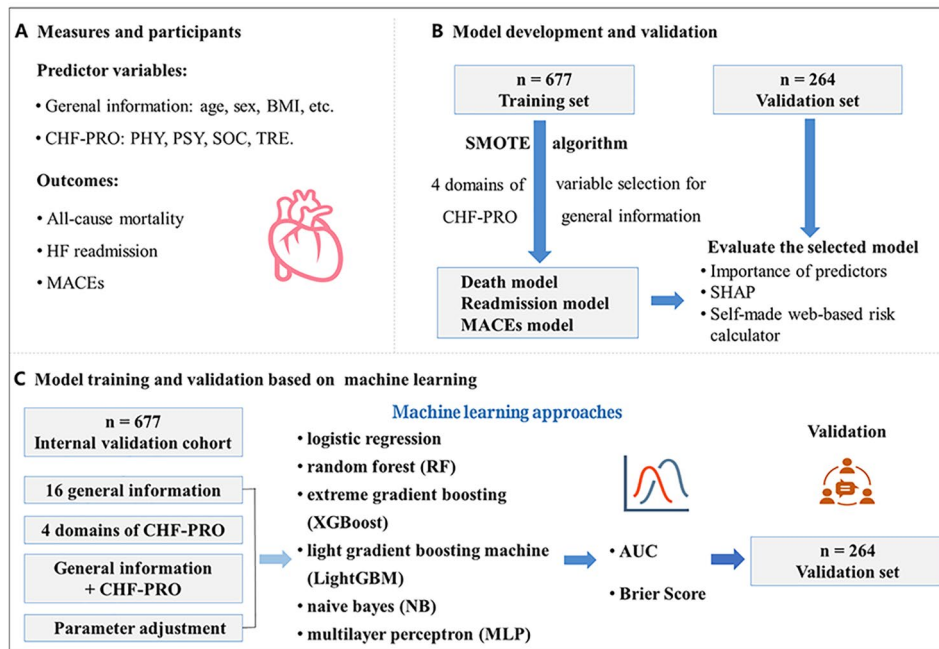 A Measures and participants
Predictor variables:
• Gerenal information: age, sex, BMI, etc.
• CHF-PRO: PHY, PSY, SOC, TRE.
Outcomes:
• All-cause mortality
• HF readmission
• MACEs
B Model development and validation
n = 677
Training set
n = 264
Validation set
SMOTE algorithm
4 domains of
CHF-PRO
variable selection for
general information
Death model
Readmission model
MACEs model
Evaluate the selected model
• Importance of predictors
• SHAP
• Self-made web-based risk
calculator
C Model training and validation based on machine learning
n = 677
Internal validation cohort
16 general information
4 domains of CHF-PRO
General information
+ CHF-PRO
Parameter adjustment
Machine learning approaches
• logistic regression
• random forest (RF)
• extreme gradient boosting
(XGBoost)
• light gradient boosting machine
(LightGBM)
• naive bayes (NB)
• multilayer perceptron (MLP)
• AUC
• Brier Score
Validation
n = 264
Validation set